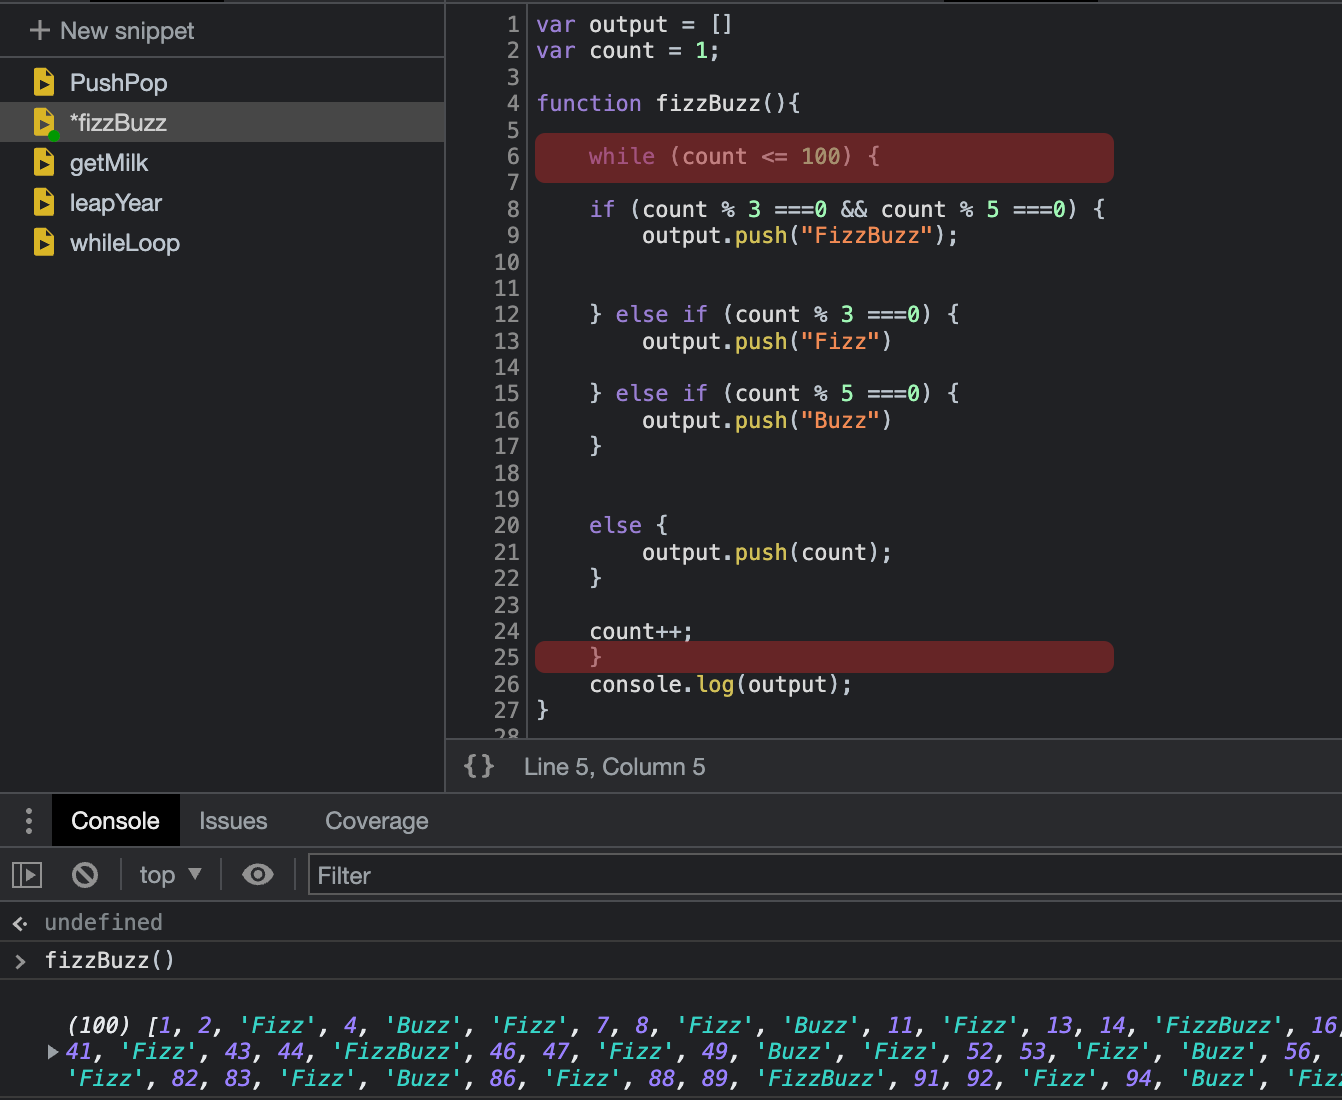 New snippet
PushPop
*fizzBuzz
getMilk
leapYear
whileLoop
1 var output = []
2 var count = 1;
3
4 function fizzBuzz(){
5
6 while (count <= 100) {
7
8 if (count % 3 ===0 && count % 5 ===0) {
9 output.push("FizzBuzz");
10
11
12 } else if (count % 3 ===0) {
13 output.push("Fizz")
14
15 } else if (count % 5 ===0) {
16 output.push("Buzz")
17 }
18
19
20 else {
21 output.push(count);
22 }
23
24 count++;
25 }
26 console.log(output);
27 }
28
{} Line 5, Column 5
Console Issues Coverage
top Filter
undefined
fizzBuzz()
(100) [1, 2, 'Fizz', 4, 'Buzz', 'Fizz', 7, 8, 'Fizz', 'Buzz', 11, 'Fizz', 13, 14, 'FizzBuzz', 16,
41, 'Fizz', 43, 44, 'FizzBuzz', 46, 47, 'Fizz', 49, 'Buzz', 'Fizz', 52, 53, 'Fizz', 'Buzz', 56,
'Fizz', 82, 83, 'Fizz', 'Buzz', 86, 'Fizz', 88, 89, 'FizzBuzz', 91, 92, 'Fizz', 94, 'Buzz', 'Fizz